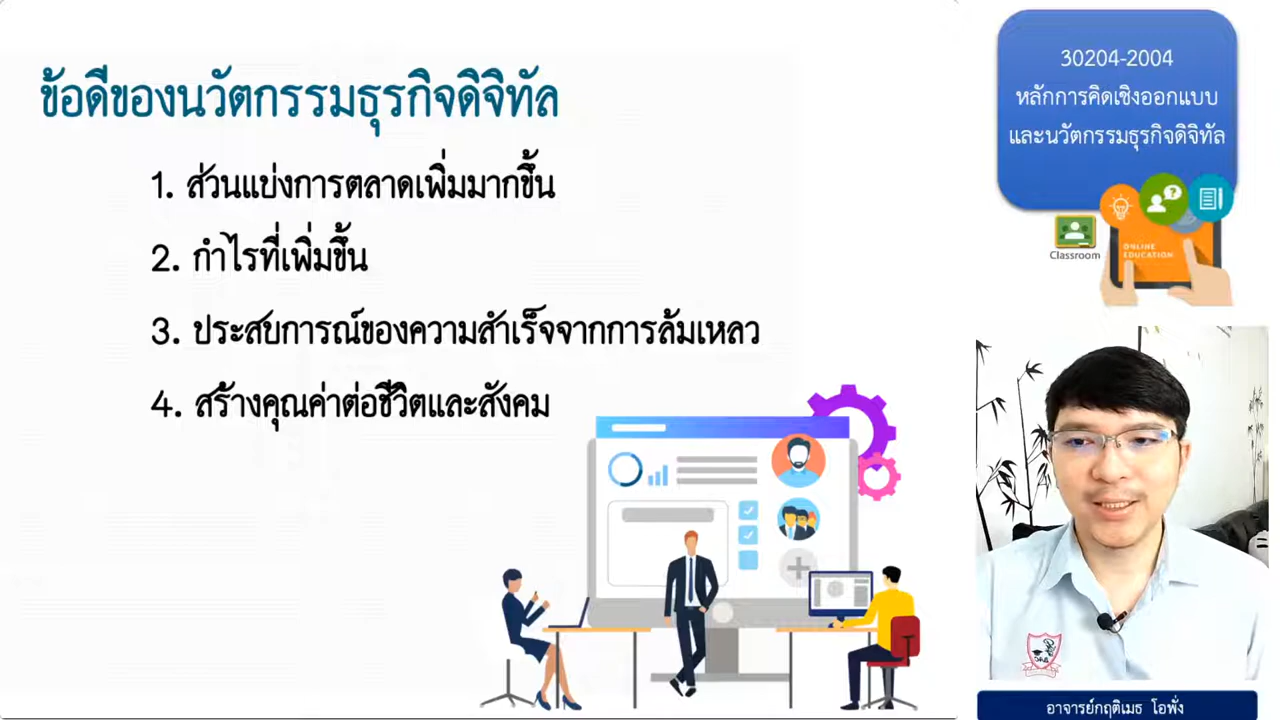 ข้อดีของนวัตกรรมธุรกิจดิจิทัล
1. ส่วนแบ่งการตลาดเพิ่มมากขึ้น
2. กำไรที่เพิ่มขึ้น
3. ประสบการณ์ของความสำเร็จจากการล้มเหลว
4. สร้างคุณค่าต่อชีวิตและสังคม
30204-2004
หลักการคิดเชิงออกแบบ
และนวัตกรรมธุรกิจดิจิทัล
ONLINE
EDUCATION
Classroom
อาจารย์กฤติเมธ โอพั่ง